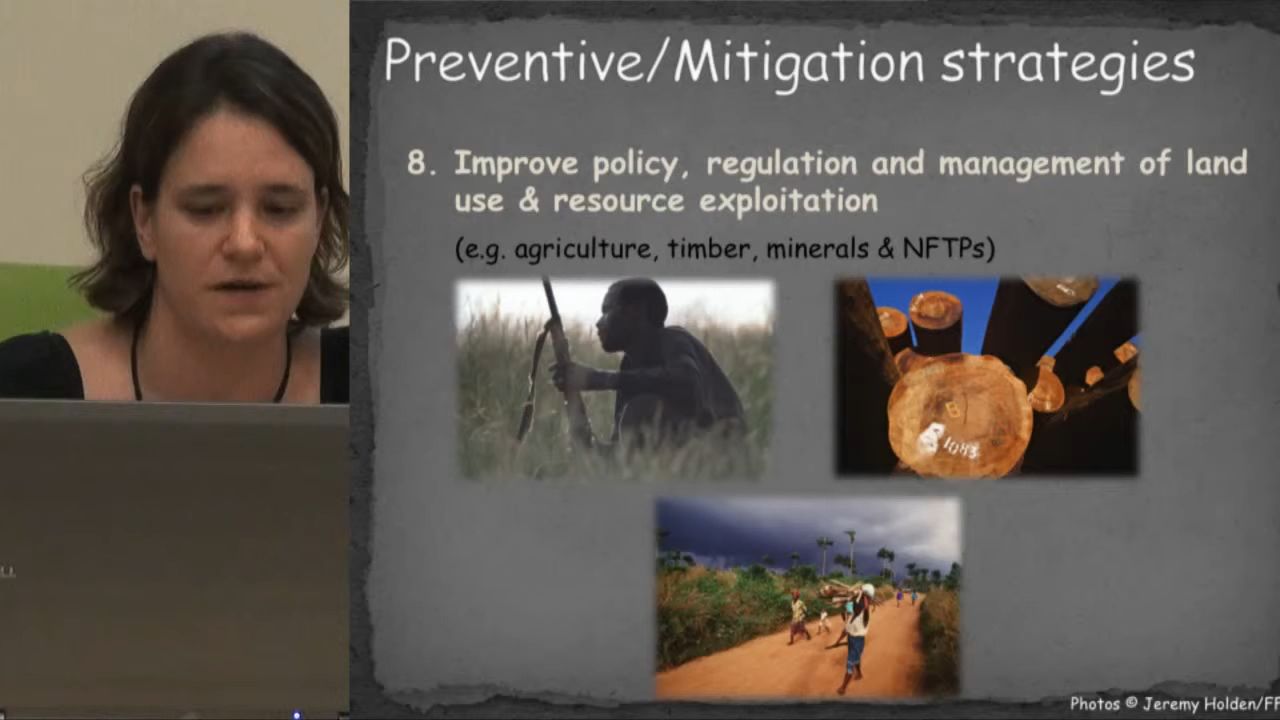 Preventive/Mitigation strategies
8. Improve policy, regulation and management of land
use & resource exploitation
(e.g. agriculture, timber, minerals & NFTPs)
B
1083
Photos © Jeremy Holden/FF